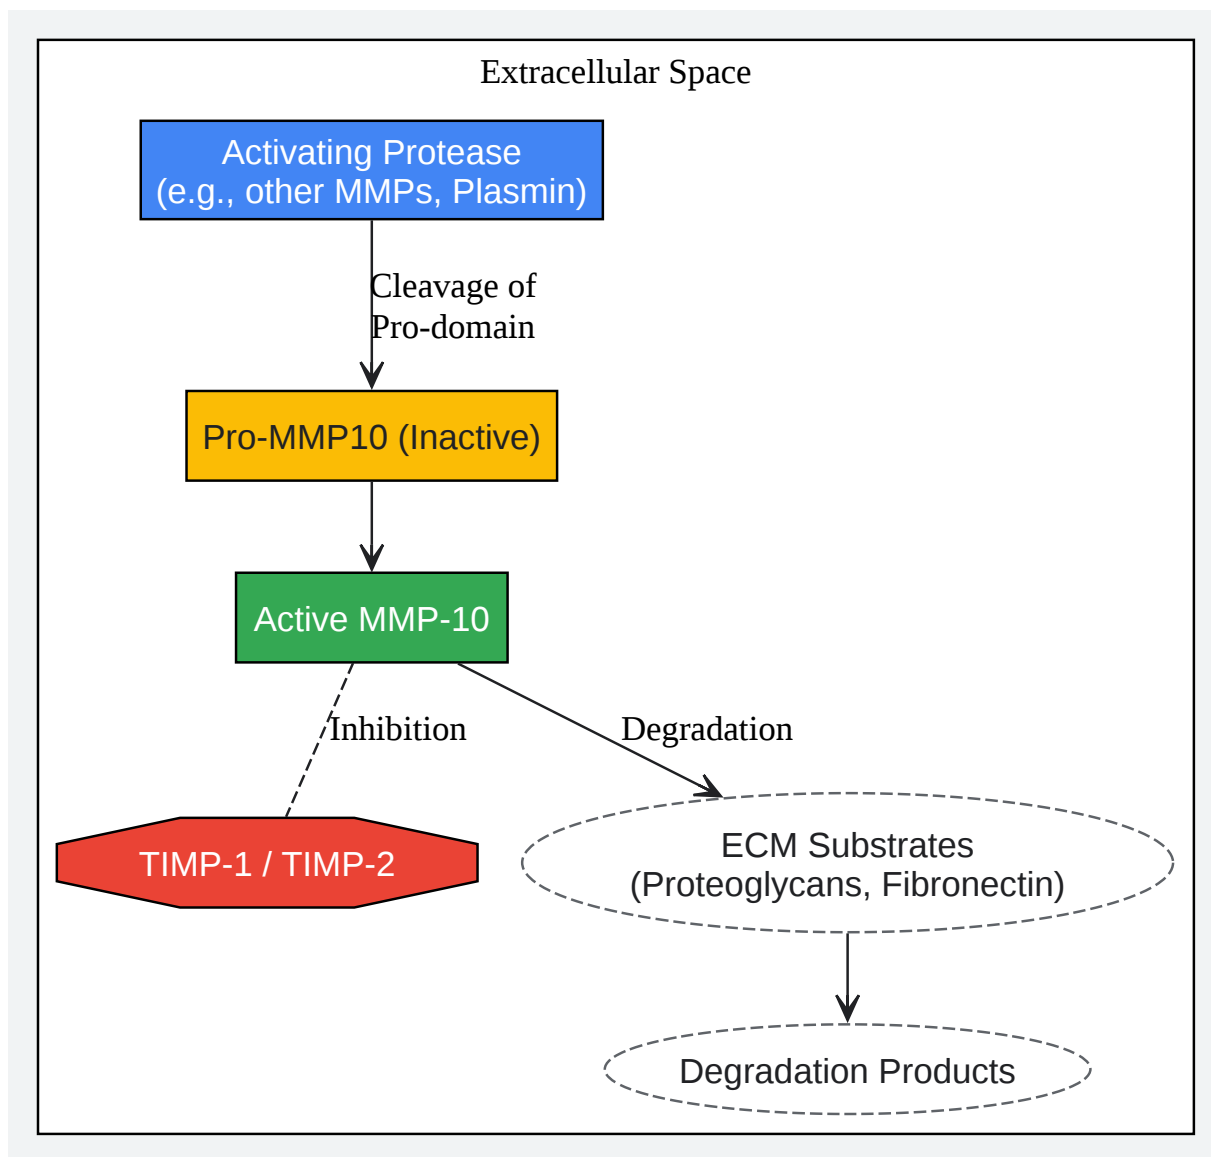 Extracellular Space
Activating Protease
(e.g., other MMPs, Plasmin)
Cleavage of
Pro-domain
Pro-MMP10 (Inactive)
Active MMP-10
Inhibition
Degradation
TIMP-1 / TIMP-2
ECM Substrates
(Proteoglycans, Fibronectin)
Degradation Products